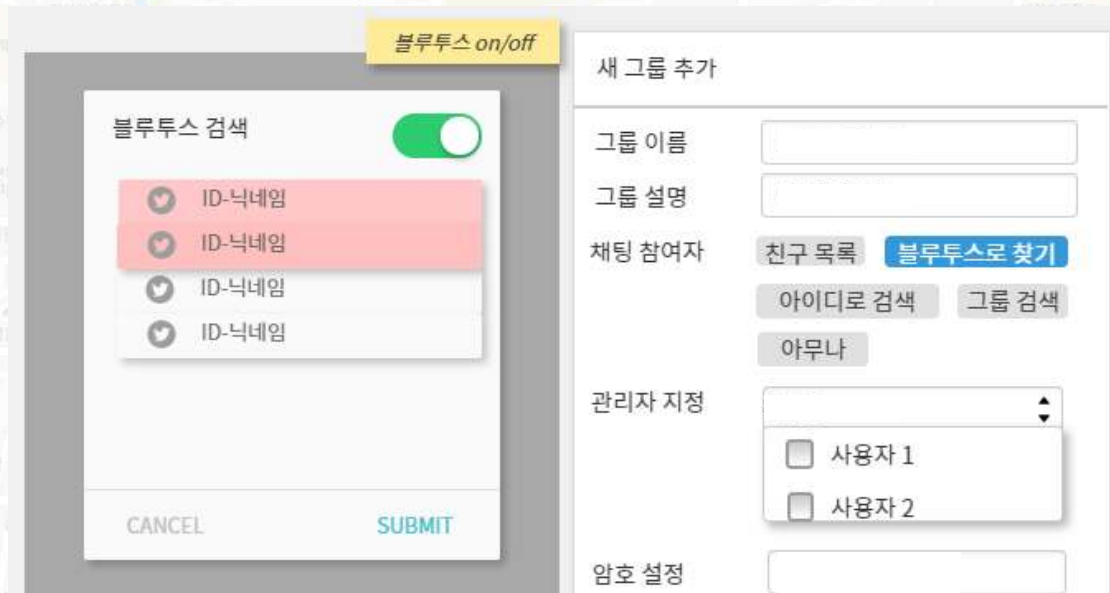 블루투스 on/off
블루투스 검색
ID-닉네임
ID-닉네임
ID-닉네임
ID-닉네임
CANCEL SUBMIT
새 그룹 추가
그룹 이름
그룹 설명
채팅 참여자 친구 목록 블루투스로 찾기
아이디로 검색 그룹 검색
아무나
관리자 지정
사용자 1
사용자 2
암호 설정